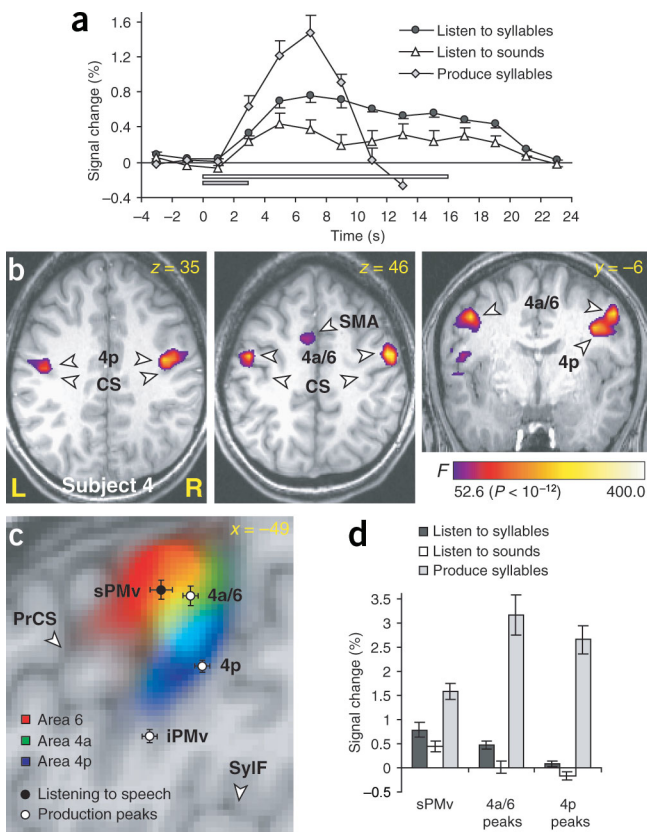 a
1.6
1.2
0.8
0.4
0
−0.4
Signal change (%)
Listen to syllables
Listen to sounds
Produce syllables
−4 −2 0 2 4 6 8 10 12 14 16 18 20 22 24
Time (s)
b
z = 35
4p
CS
L Subject 4 R
z = 46
SMA
4a/6
CS
y = −6
4a/6
4p
F
52.6 (P < 10−12) 400.0
c
x = −49
sPMv
4a/6
PrCS
4p
Area 6
Area 4a
Area 4p
iPMv
SylF
Listening to speech
Production peaks
d
Listen to syllables
Listen to sounds
Produce syllables
3.5
3
2.5
2
1.5
1
0.5
0
−0.5
Signal change (%)
sPMv 4a/6 4p
peaks peaks